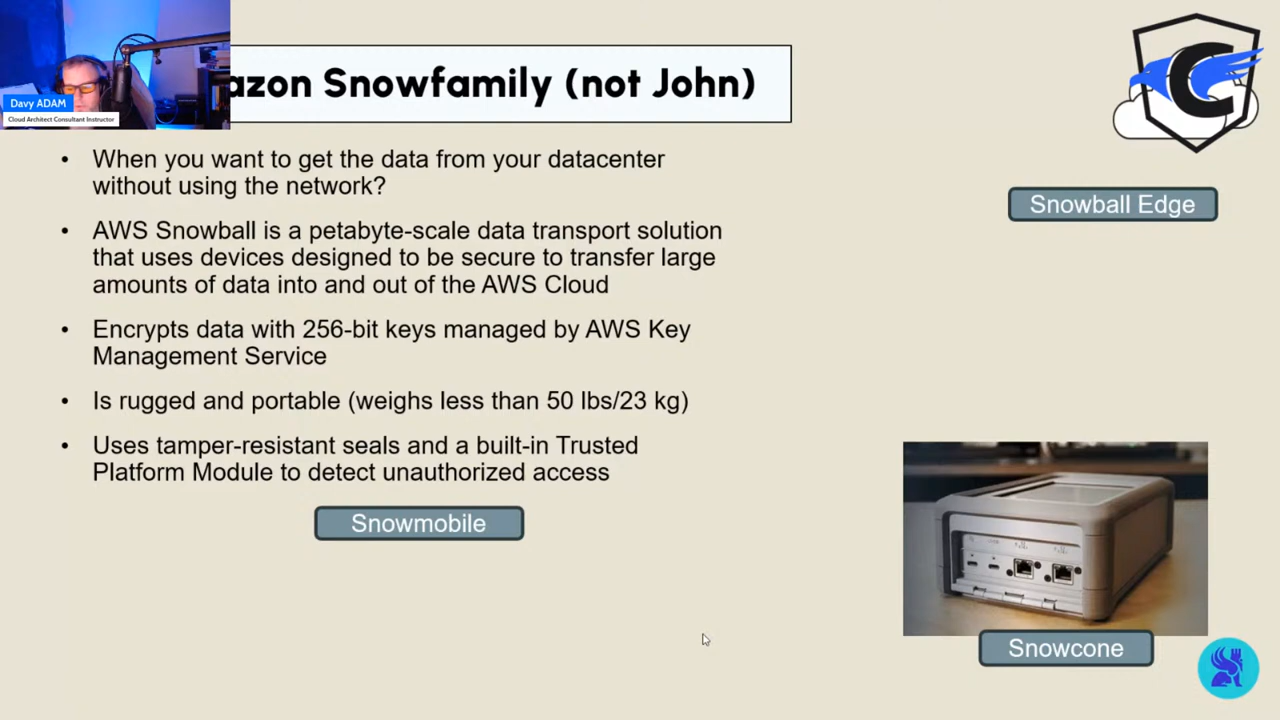 Davy ADAM
Cloud Architect Consultant Instructor
azon Snowfamily (not John)
• When you want to get the data from your datacenter
without using the network?
• AWS Snowball is a petabyte-scale data transport solution
that uses devices designed to be secure to transfer large
amounts of data into and out of the AWS Cloud
• Encrypts data with 256-bit keys managed by AWS Key
Management Service
• Is rugged and portable (weighs less than 50 lbs/23 kg)
• Uses tamper-resistant seals and a built-in Trusted
Platform Module to detect unauthorized access
Snowmobile
C
Snowball Edge
Snowcone